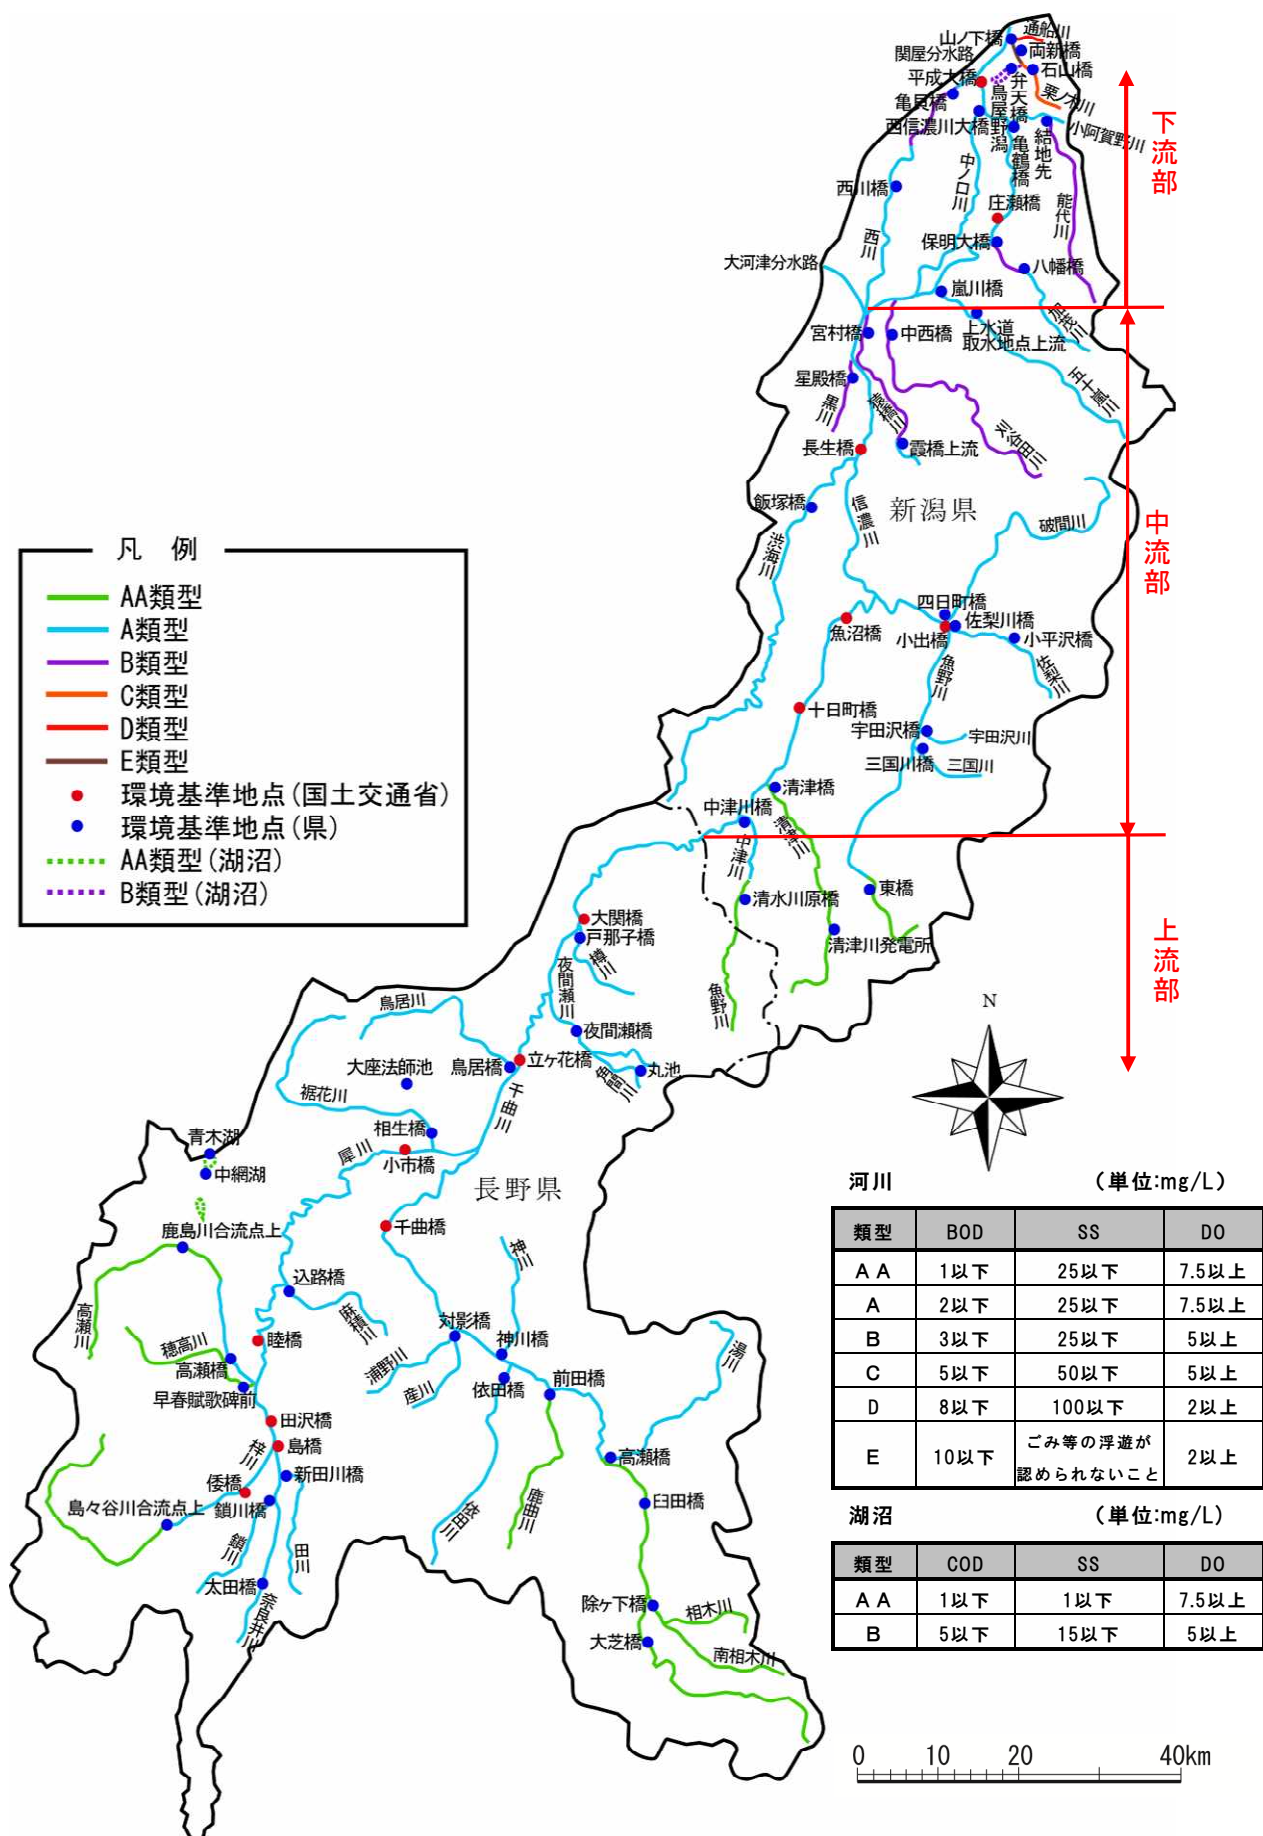 通船川
山ノ下橋
両新橋
関屋分水路
石山橋
平成大橋
弁天橋
栗ノ木川
亀貝橋
鳥屋野潟
西信濃川大橋
小阿賀野川
亀鶴橋
結地先
中ノ口川
西川橋
庄瀬橋
能代川
西川
保明大橋
大河津分水路
八幡橋
嵐川橋
加茂川
下流部
宮村橋
中西橋
上水道
取水地点上流
星殿橋
黒川
猿橋川
五十嵐川
刈谷田川
長生橋
霞橋上流
飯塚橋
信濃川
新潟県
破間川
渋海川
中流部
四日町橋
佐梨川橋
魚沼橋
小出橋
小平沢橋
魚野川
佐梨川
十日町橋
宇田沢橋
宇田沢川
三国川橋
三国川
清津橋
中津川橋
清津川
中津川
東橋
清水川原橋
大関橋
戸那子橋
清津川発電所
樽川
夜間瀬川
魚野川
上流部
鳥居川
夜間瀬橋
立ヶ花橋
鳥居橋
丸池
角間川
大座法師池
裾花川
千曲川
相生橋
青木湖
犀川
小市橋
中綱湖
長野県
千曲橋
鹿島川合流点上
神川
込路橋
高瀬川
麻績川
対影橋
神川橋
睦橋
穂高川
湯川
高瀬橋
浦野川
産川
依田橋
前田橋
早春賦歌碑前
田沢橋
島橋
梓川
新田川橋
高瀬橋
倭橋
臼田橋
島々谷川合流点上
鎖川橋
鹿曲川
依田川
鎖川
田川
太田橋
奈良井川
除ヶ下橋
相木川
大芝橋
南相木川
凡 例
AA類型
A類型
B類型
C類型
D類型
E類型
環境基準地点(国土交通省)
環境基準地点(県)
AA類型(湖沼)
B類型(湖沼)
N
河川 (単位:mg/L)
類型 BOD SS DO
AA 1以下 25以下 7.5以上
A 2以下 25以下 7.5以上
B 3以下 25以下 5以上
C 5以下 50以下 5以上
D 8以下 100以下 2以上
E 10以下 ごみ等の浮遊が認められないこと 2以上
湖沼 (単位:mg/L)
類型 COD SS DO
AA 1以下 1以下 7.5以上
B 5以下 15以下 5以上
0 10 20 40km